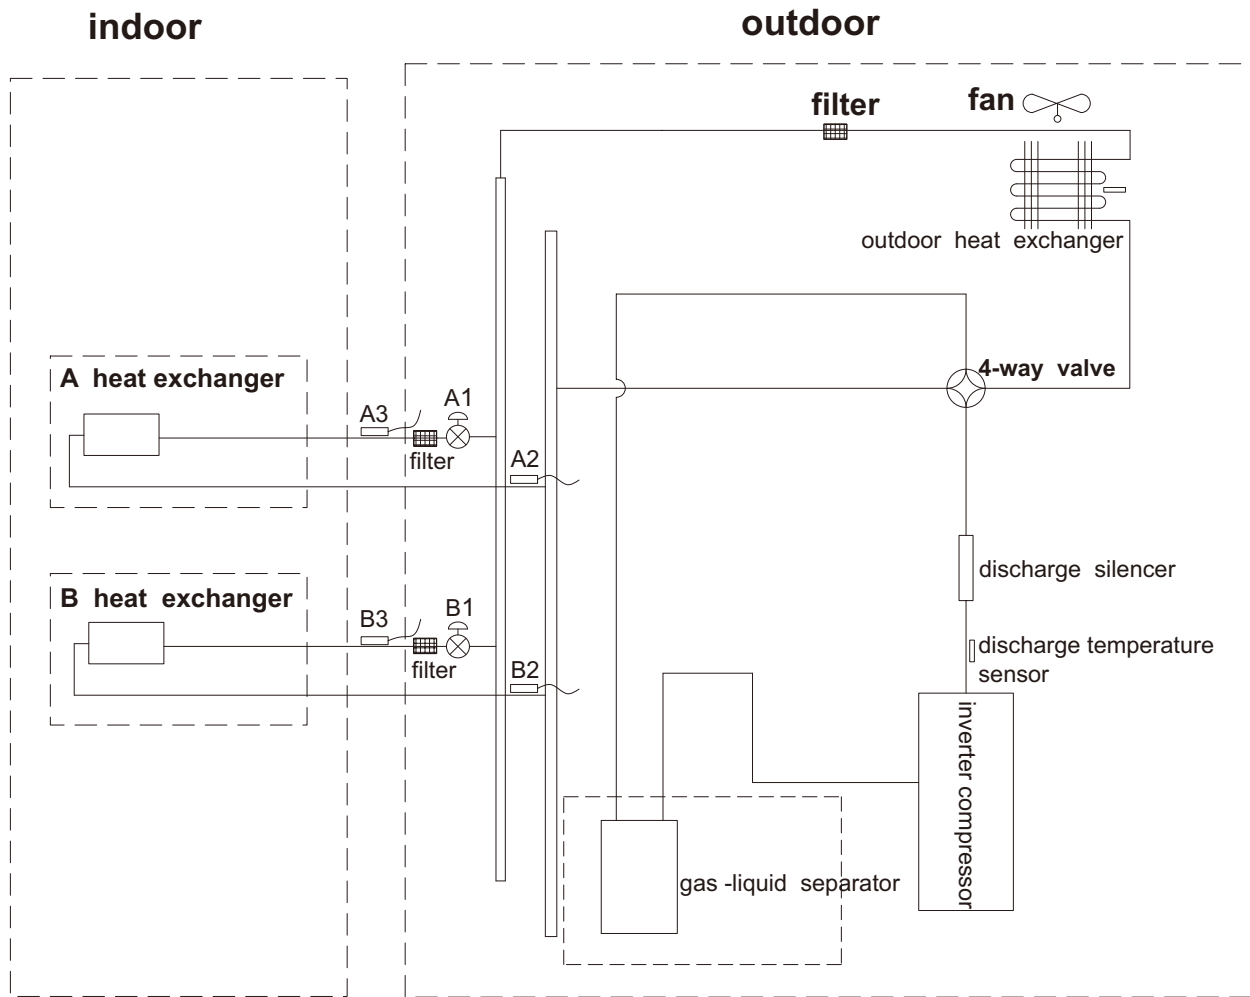 indoor
outdoor
filter
fan
outdoor heat exchanger
4-way valve
A heat exchanger
A3
A1
filter
A2
B heat exchanger
B3
B1
filter
B2
discharge silencer
discharge temperature
sensor
inverter compressor
gas -liquid separator